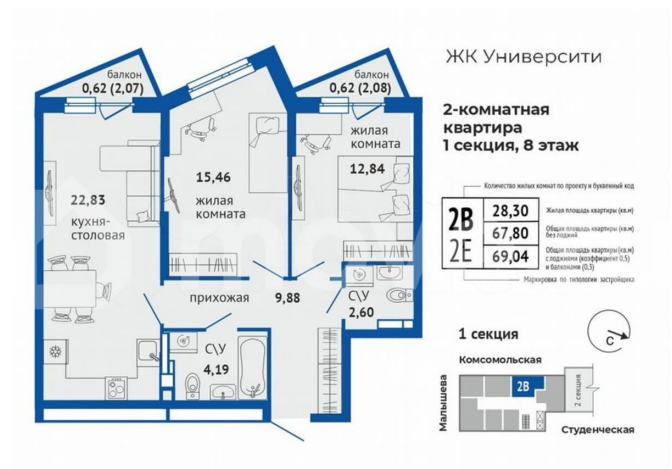 ЖК Университи
2-комнатная
квартира
1 секция, 8 этаж
балкон
0,62 (2,07)
балкон
0,62 (2,08)
22,83
кухня-
столовая
15,46
жилая
комната
жилая
комната
12,84
прихожая 9,88
С\У
2,60
С\У
4,19
Количество жилых комнат по проекту и буквенный код
2В
2Е
28,30 Жилая площадь квартиры (кв.м)
67,80 Общая площадь квартиры (кв.м)
без лоджий
69,04 Общая площадь квартиры (кв.м)
с лоджиями (коэффициент 0,5)
и балконами (0,3)
Маркировка по типологии застройщика
1 секция
С
Комсомольская
Малышева
2В
2 секция
Студенческая